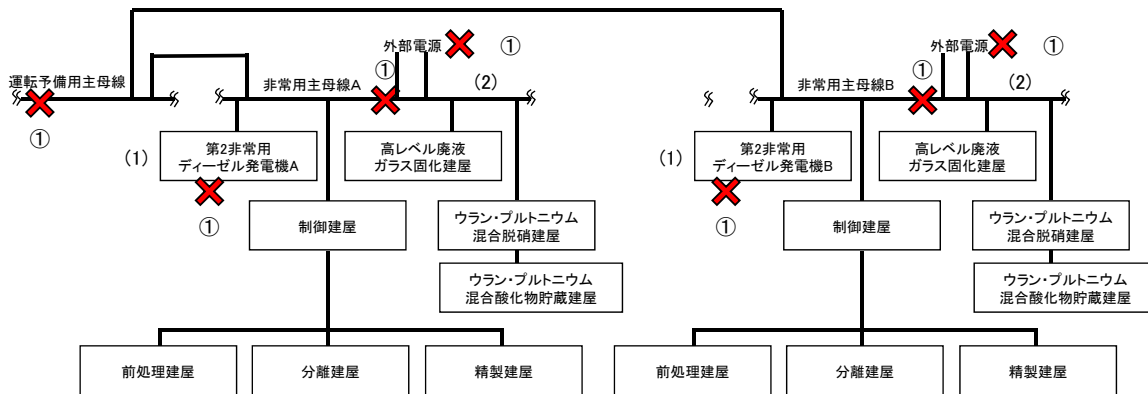 外部電源
①
外部電源
①
運転予備用主母線
非常用主母線A
①
(2)
非常用主母線B
①
(2)
①
(1)
第2非常用
ディーゼル発電機A
高レベル廃液
ガラス固化建屋
(1)
第2非常用
ディーゼル発電機B
高レベル廃液
ガラス固化建屋
①
①
制御建屋
ウラン・プルトニウム
混合脱硝建屋
制御建屋
ウラン・プルトニウム
混合脱硝建屋
ウラン・プルトニウム
混合酸化物貯蔵建屋
ウラン・プルトニウム
混合酸化物貯蔵建屋
前処理建屋
分離建屋
精製建屋
前処理建屋
分離建屋
精製建屋